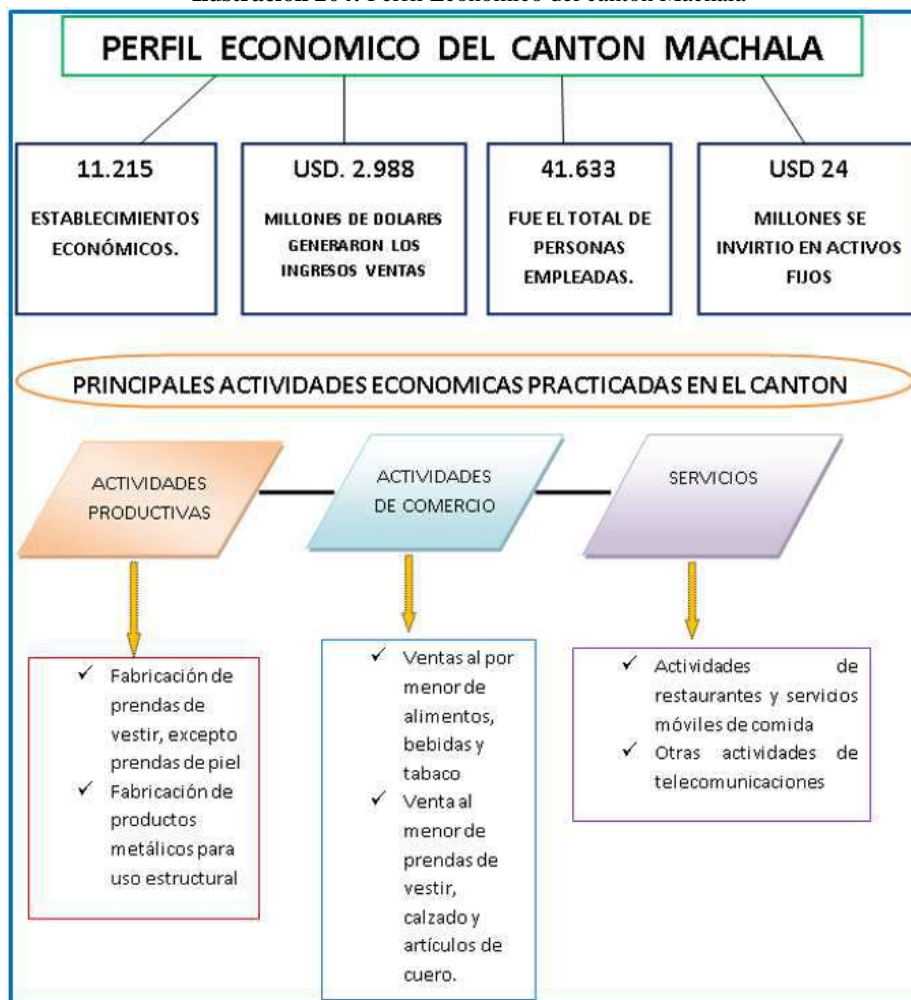 PERFIL ECONOMICO DEL CANTON MACHALA
11.215
ESTABLECIMIENTOS
ECONÓMICOS.
USD. 2.988
MILLONES DE DOLARES
GENERARON LOS
INGRESOS VENTAS
41.633
FUE EL TOTAL DE
PERSONAS
EMPLEADAS.
USD 24
MILLONES SE
INVIRTIO EN ACTIVOS
FIJOS
PRINCIPALES ACTIVIDADES ECONOMICAS PRACTICADAS EN EL CANTON
ACTIVIDADES
PRODUCTIVAS
ACTIVIDADES
DE COMERCIO
SERVICIOS
✓ Fabricación de
prendas de
vestir, excepto
prendas de piel
✓ Fabricación de
productos
metálicos para
uso estructural
✓ Ventas al por
menor de
alimentos,
bebidas y
tabaco
✓ Venta al
menor de
prendas de
vestir,
calzado y
artículos de
cuero.
✓ Actividades de
restaurantes y servicios
móviles de comida
✓ Otras actividades de
telecomunicaciones